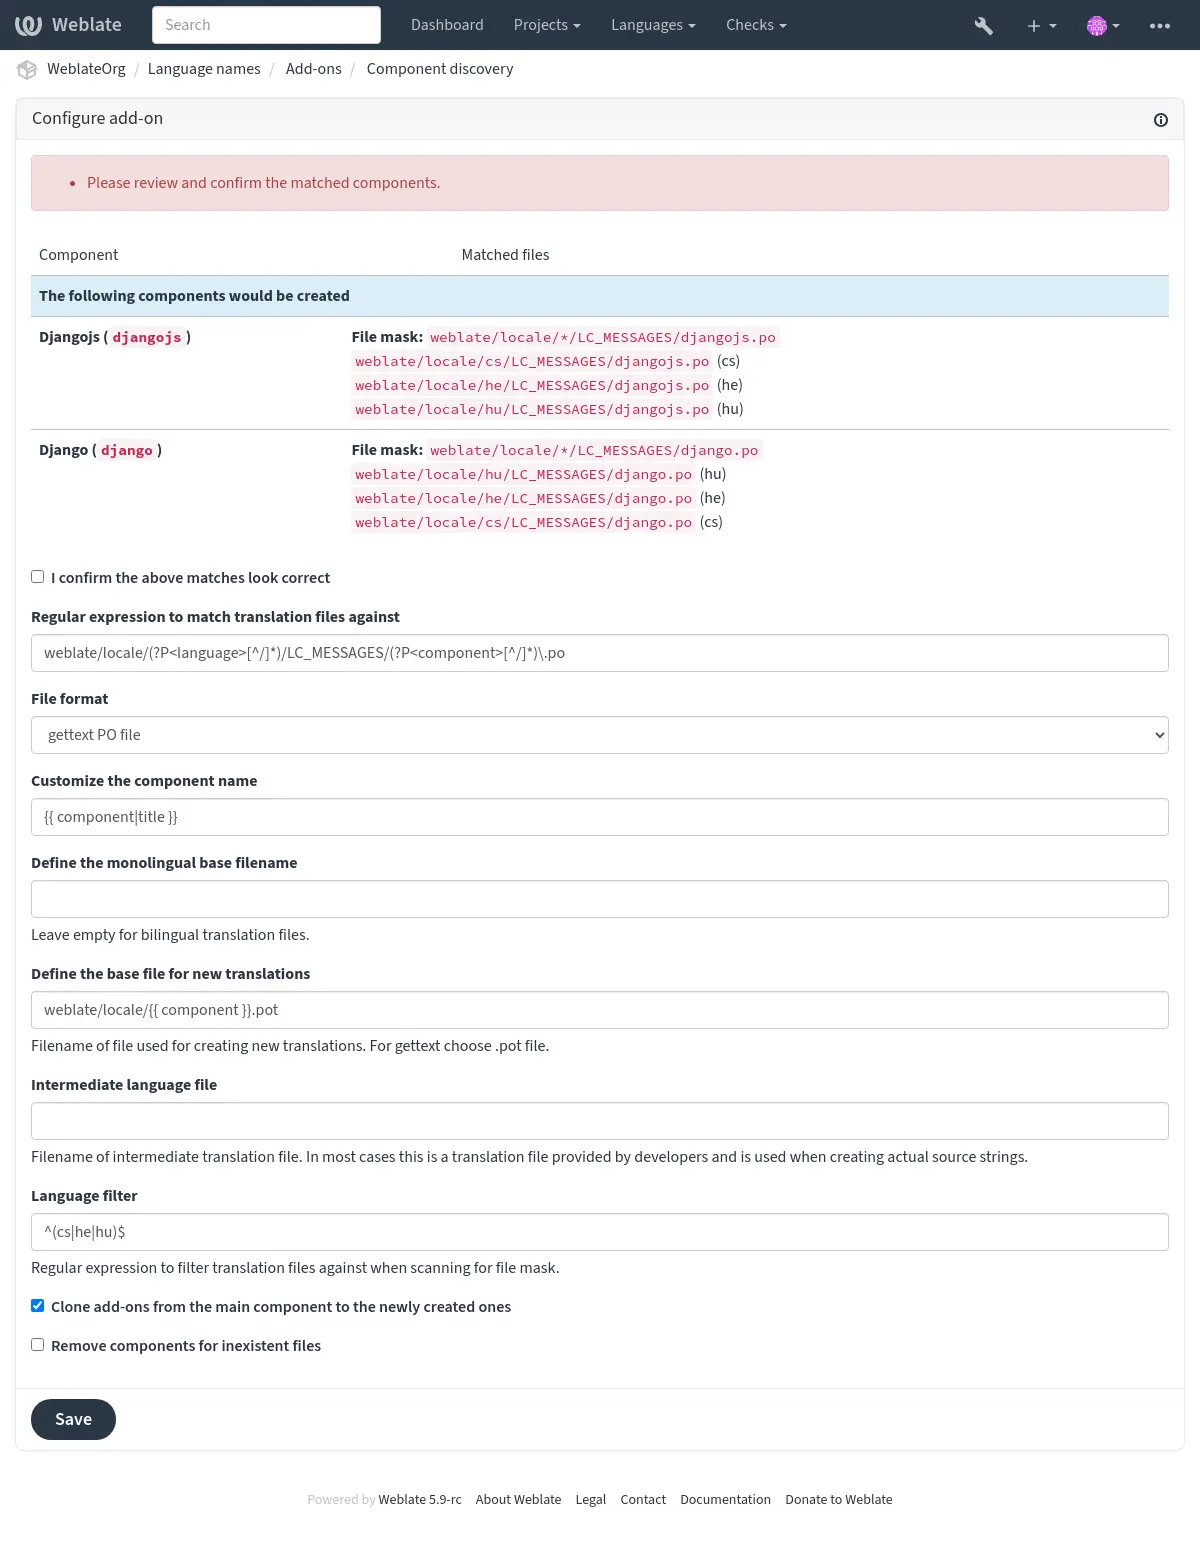 Weblate Search Dashboard Projects Languages Checks
WeblateOrg / Language names / Add-ons / Component discovery
Configure add-on
Please review and confirm the matched components.
Component Matched files
The following components would be created
Djangojs ( djangojs ) File mask: weblate/locale/*/LC_MESSAGES/djangojs.po
weblate/locale/cs/LC_MESSAGES/djangojs.po (cs)
weblate/locale/he/LC_MESSAGES/djangojs.po (he)
weblate/locale/hu/LC_MESSAGES/djangojs.po (hu)
Django ( django ) File mask: weblate/locale/*/LC_MESSAGES/django.po
weblate/locale/hu/LC_MESSAGES/django.po (hu)
weblate/locale/he/LC_MESSAGES/django.po (he)
weblate/locale/cs/LC_MESSAGES/django.po (cs)
I confirm the above matches look correct
Regular expression to match translation files against
weblate/locale/(?P<language>[^/]*)/LC_MESSAGES/(?P<component>[^/]*)\.po
File format
gettext PO file
Customize the component name
{{ component|title }}
Define the monolingual base filename
Leave empty for bilingual translation files.
Define the base file for new translations
weblate/locale/{{ component }}.pot
Filename of file used for creating new translations. For gettext choose .pot file.
Intermediate language file
Filename of intermediate translation file. In most cases this is a translation file provided by developers and is used when creating actual source strings.
Language filter
^(cs|he|hu)$
Regular expression to filter translation files against when scanning for file mask.
Clone add-ons from the main component to the newly created ones
Remove components for inexistent files
Save
Powered by Weblate 5.9-rc About Weblate Legal Contact Documentation Donate to Weblate